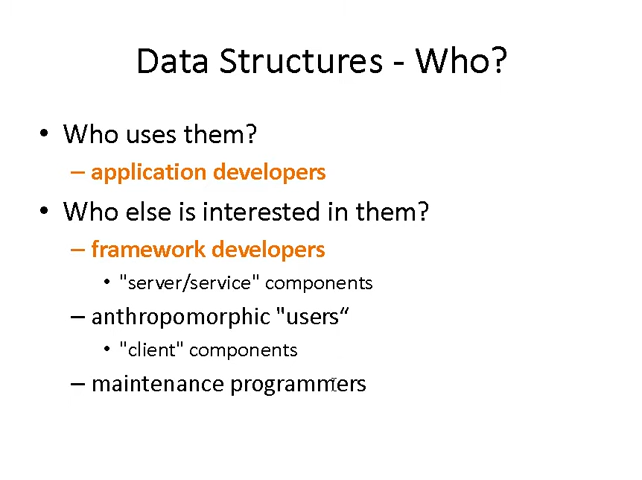 Data Structures - Who?
• Who uses them?
– application developers
• Who else is interested in them?
– framework developers
• "server/service" components
– anthropomorphic "users“
• "client" components
– maintenance programmers